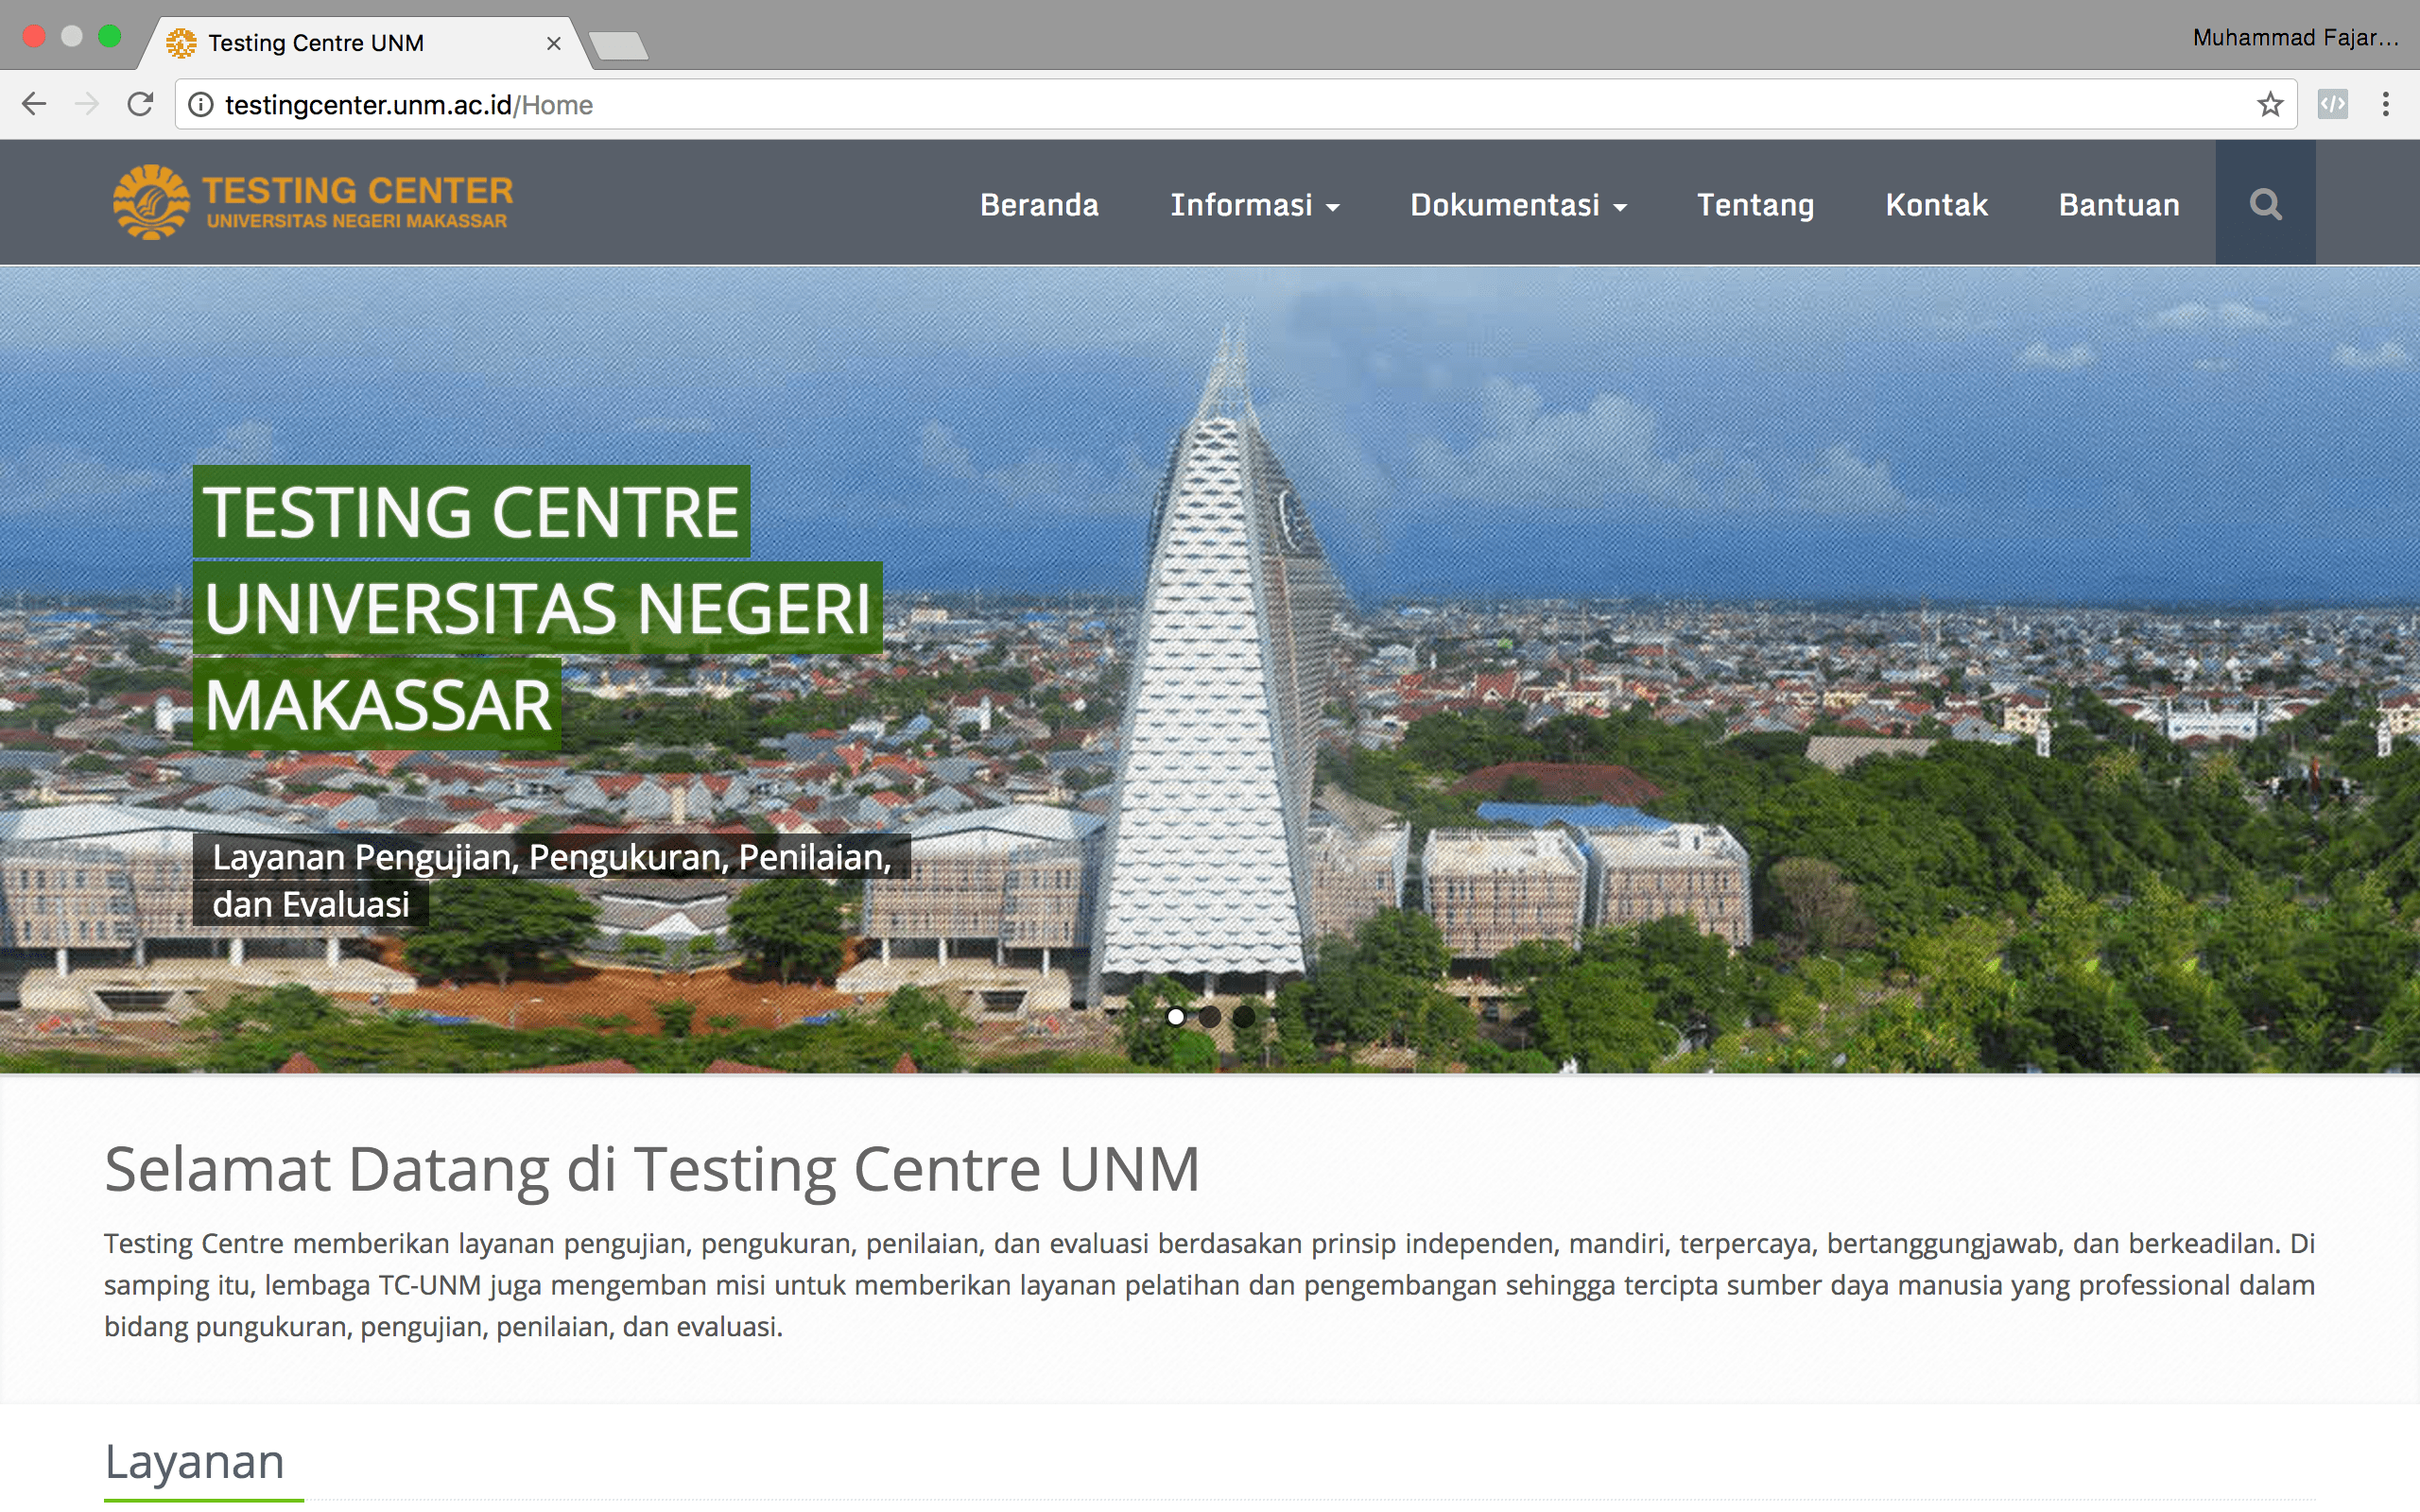 Testing Centre UNM
Muhammad Fajar...
testingcenter.unm.ac.id/Home
TESTING CENTER
UNIVERSITAS NEGERI MAKASSAR
Beranda Informasi Dokumentasi Tentang Kontak Bantuan
TESTING CENTRE
UNIVERSITAS NEGERI
MAKASSAR
Layanan Pengujian, Pengukuran, Penilaian,
dan Evaluasi
Selamat Datang di Testing Centre UNM
Testing Centre memberikan layanan pengujian, pengukuran, penilaian, dan evaluasi berdasakan prinsip independen, mandiri, terpercaya, bertanggungjawab, dan berkeadilan. Di
samping itu, lembaga TC-UNM juga mengemban misi untuk memberikan layanan pelatihan dan pengembangan sehingga tercipta sumber daya manusia yang professional dalam
bidang pungukuran, pengujian, penilaian, dan evaluasi.
Layanan